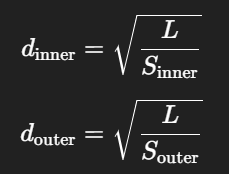 d_inner = √(L / S_inner)
d_outer = √(L / S_outer)